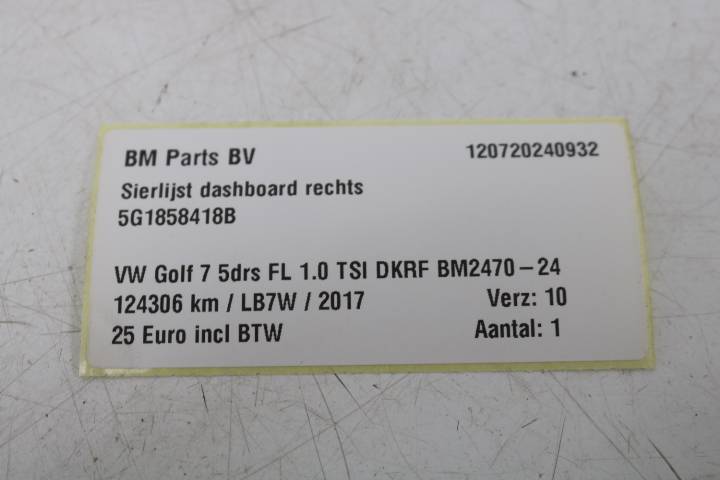 BM Parts BV 120720240932
Sierlijst dashboard rechts
5G1858418B
VW Golf 7 5drs FL 1.0 TSI DKRF BM2470-24
124306 km / LB7W / 2017 Verz: 10
25 Euro incl BTW Aantal: 1